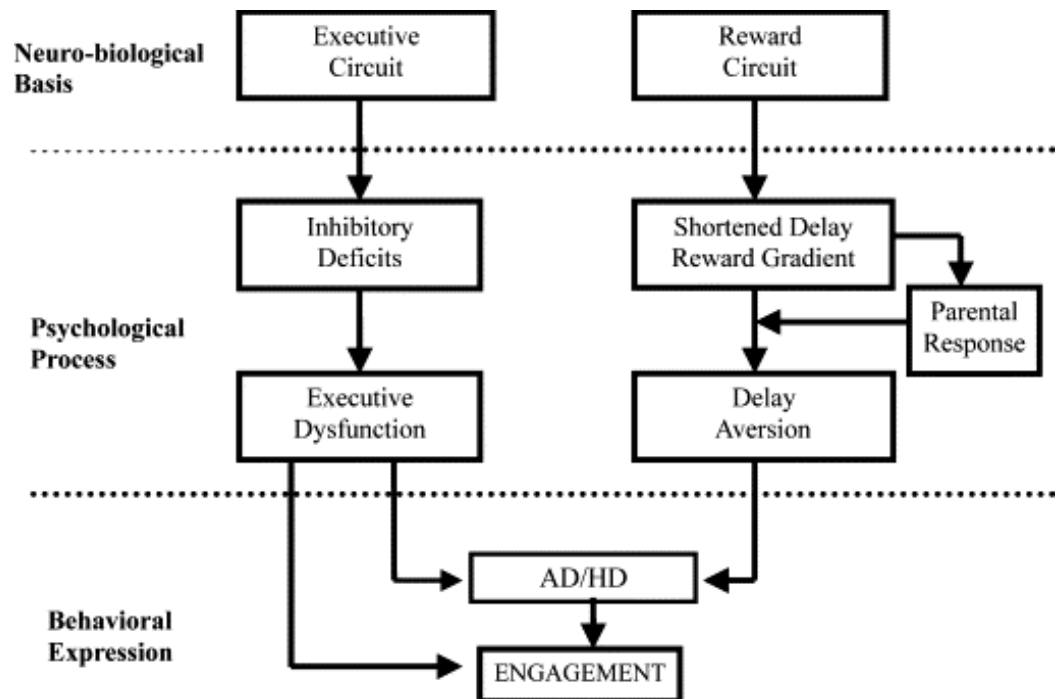 Neuro-biological
Basis
Executive
Circuit
Reward
Circuit
Psychological
Process
Inhibitory
Deficits
Shortened Delay
Reward Gradient
Parental
Response
Executive
Dysfunction
Delay
Aversion
Behavioral
Expression
AD/HD
ENGAGEMENT